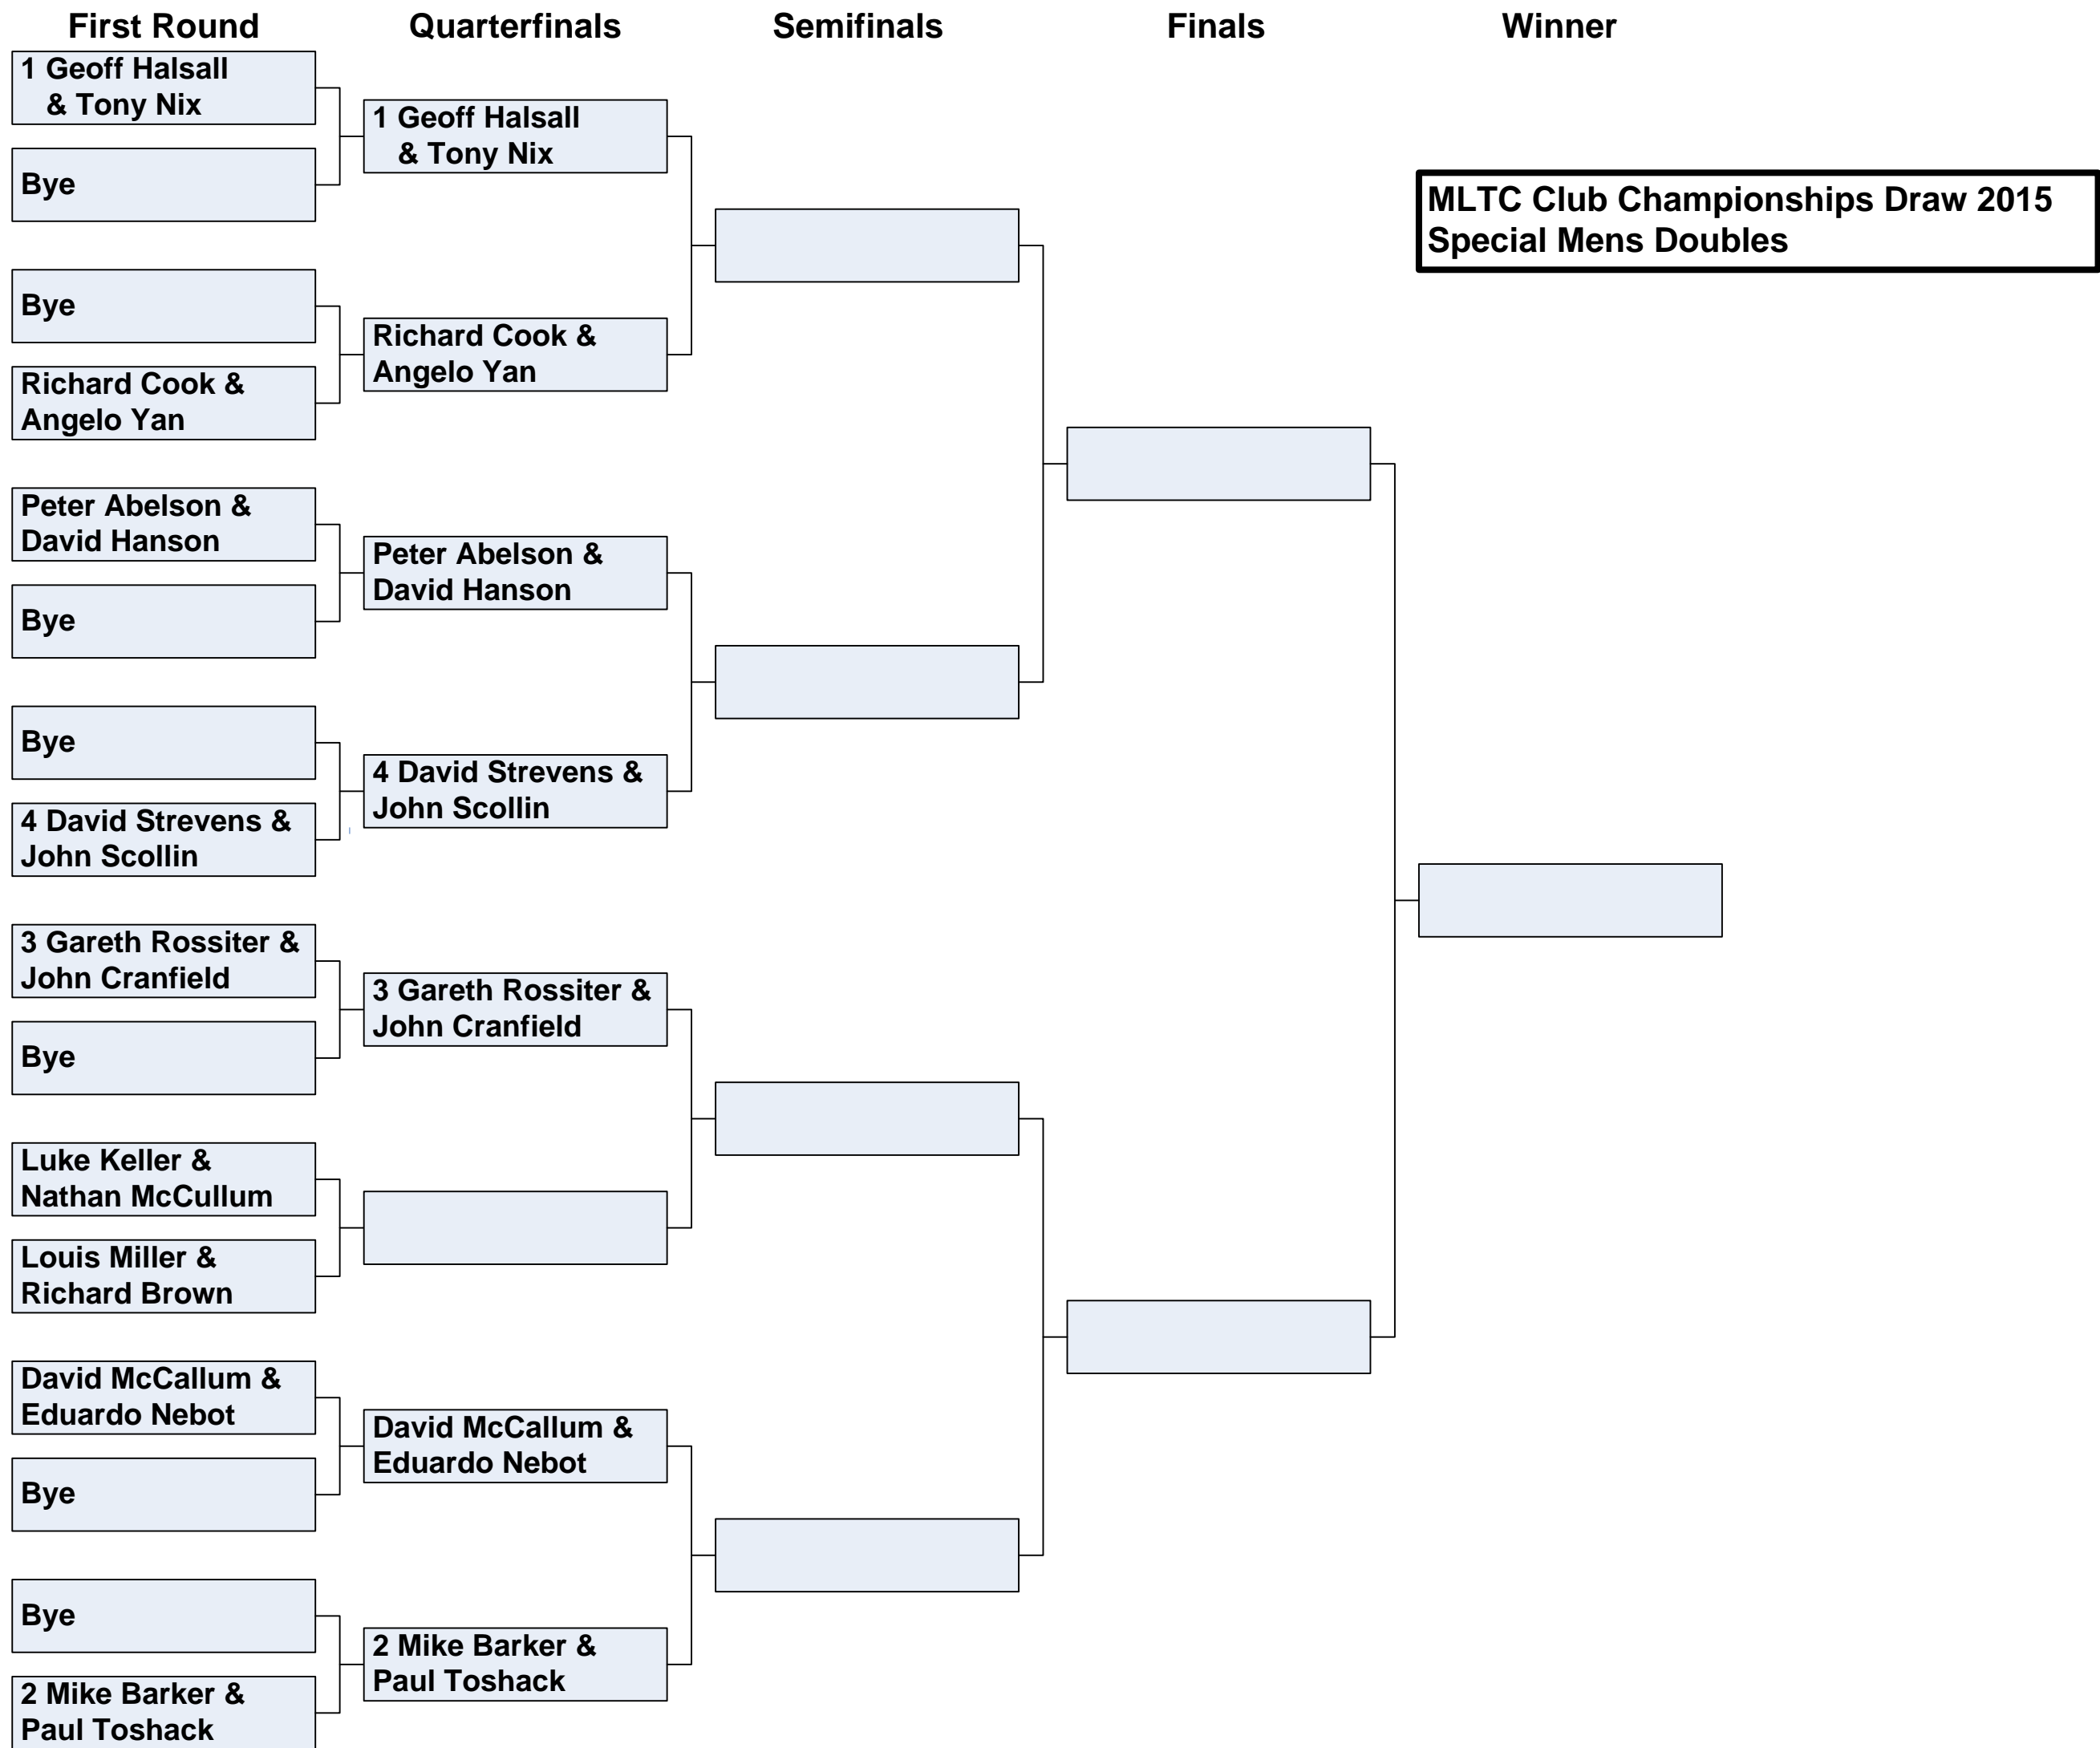 First Round
Quarterfinals
Semifinals
Finals
Winner
1 Geoff Halsall
& Tony Nix
Bye
Bye
Richard Cook &
Angelo Yan
Peter Abelson &
David Hanson
Bye
Bye
4 David Strevens &
John Scollin
3 Gareth Rossiter &
John Cranfield
Bye
Luke Keller &
Nathan McCullum
Louis Miller &
Richard Brown
David McCallum &
Eduardo Nebot
Bye
Bye
2 Mike Barker &
Paul Toshack
1 Geoff Halsall
& Tony Nix
Richard Cook &
Angelo Yan
Peter Abelson &
David Hanson
4 David Strevens &
John Scollin
3 Gareth Rossiter &
John Cranfield
David McCallum &
Eduardo Nebot
2 Mike Barker &
Paul Toshack
MLTC Club Championships Draw 2015
Special Mens Doubles